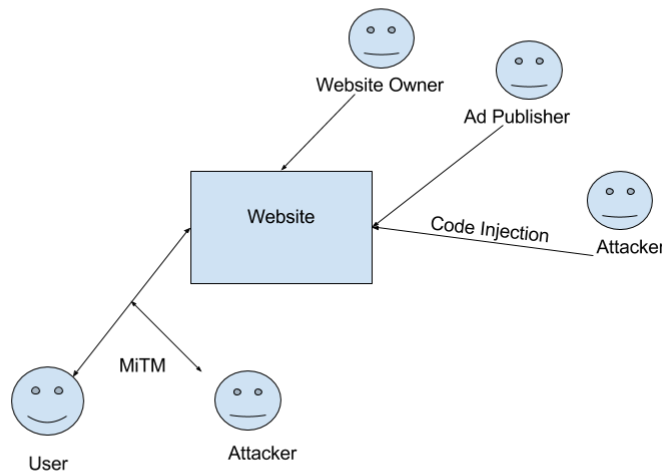 Website Owner
Ad Publisher
Website
Code Injection
Attacker
MiTM
Attacker
User